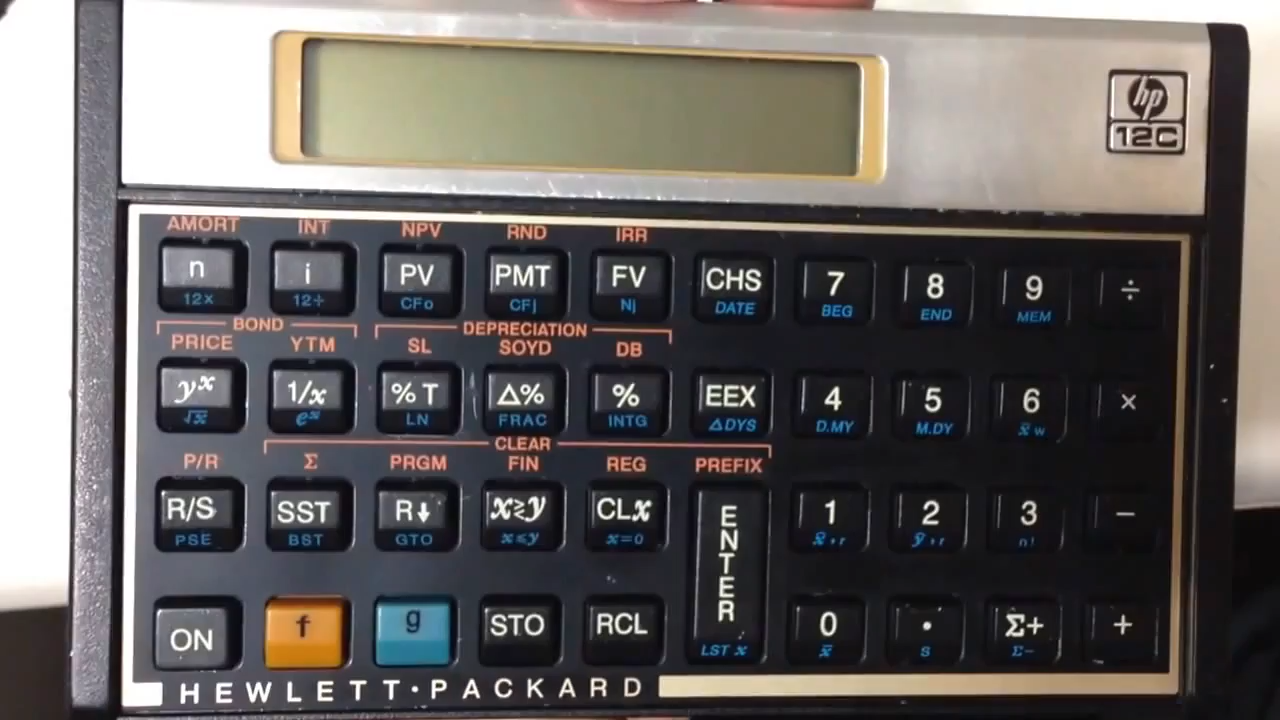 hp
12C
AMORT INT NPV RND IRR
n i PV PMT FV CHS 7 8 9 ÷
12× 12÷ CFo CFj Nj DATE BEG END MEM
BOND DEPRECIATION
PRICE YTM SL SOYD DB
yˣ 1/x %T Δ% % EEX 4 5 6 ×
√x eˣ LN FRAC INTG ΔDYS D.MY M.DY x̄w
CLEAR
P/R Σ PRGM FIN REG PREFIX
R/S SST R↓ x≷y CLx ENTER 1 2 3 −
PSE BST GTO x≤y x=0 x̂,r ŷ,r n!
ON f g STO RCL 0 . Σ+ +
LST x x̄ s Σ−
HEWLETT·PACKARD